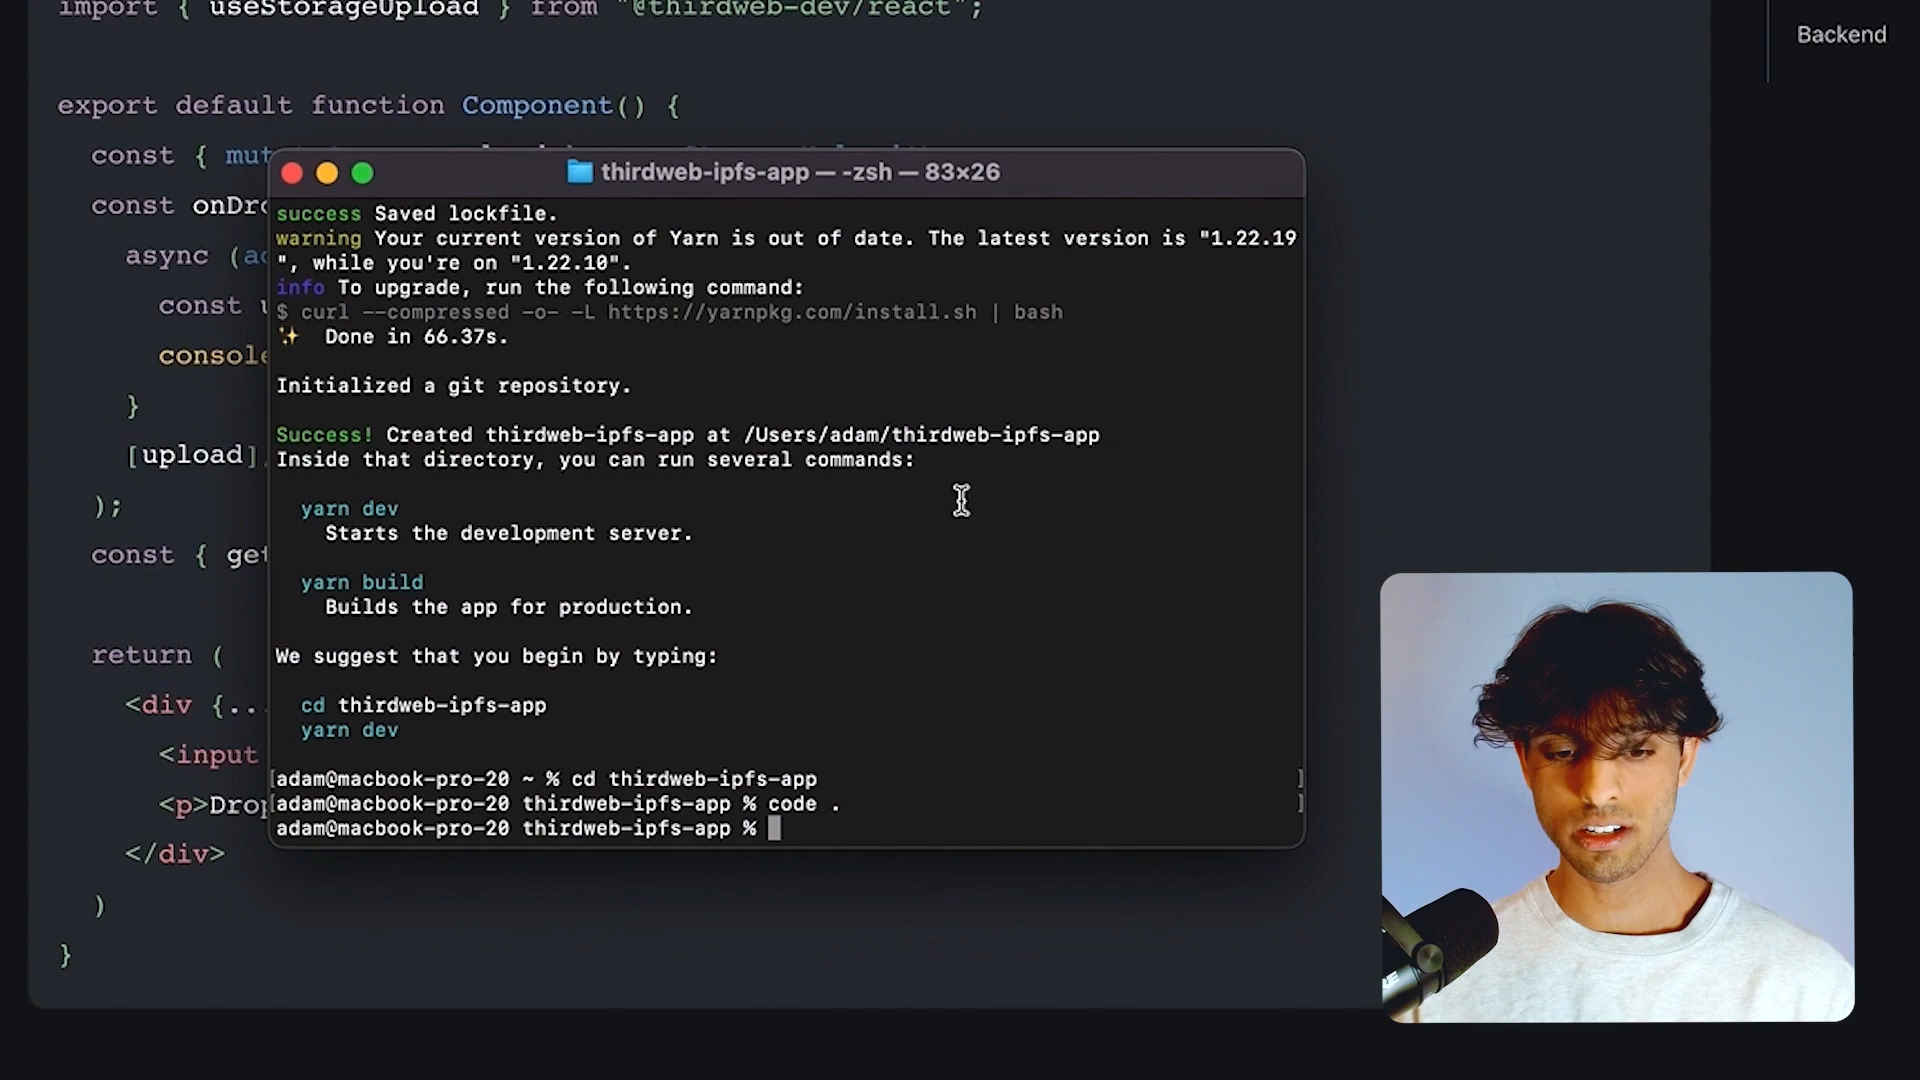 import { useStorageUpload } from "@thirdweb-dev/react";
Backend
export default function Component() {
const { mut
const onDro
async (ac
const u
console
}
[upload],
);
const { get
return (
<div {...
<input
<p>Drop
</div>
)
}
thirdweb-ipfs-app — -zsh — 83×26
success Saved lockfile.
warning Your current version of Yarn is out of date. The latest version is "1.22.19
", while you're on "1.22.10".
info To upgrade, run the following command:
$ curl --compressed -o- -L https://yarnpkg.com/install.sh | bash
✨ Done in 66.37s.
Initialized a git repository.
Success! Created thirdweb-ipfs-app at /Users/adam/thirdweb-ipfs-app
Inside that directory, you can run several commands:
yarn dev
Starts the development server.
yarn build
Builds the app for production.
We suggest that you begin by typing:
cd thirdweb-ipfs-app
yarn dev
[adam@macbook-pro-20 ~ % cd thirdweb-ipfs-app ]
[adam@macbook-pro-20 thirdweb-ipfs-app % code . ]
adam@macbook-pro-20 thirdweb-ipfs-app %